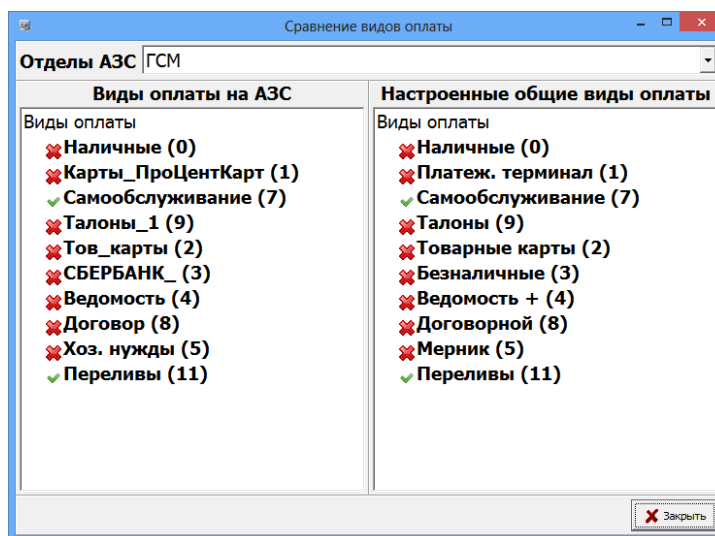 Сравнение видов оплаты
Отделы АЗС ГСМ
Виды оплаты на АЗС
Виды оплаты
Наличные (0)
Карты_ПроЦентКарт (1)
Самообслуживание (7)
Талоны_1 (9)
Тов_карты (2)
СБЕРБАНК_ (3)
Ведомость (4)
Договор (8)
Хоз. нужды (5)
Переливы (11)
Настроенные общие виды оплаты
Виды оплаты
Наличные (0)
Платеж. терминал (1)
Самообслуживание (7)
Талоны (9)
Товарные карты (2)
Безналичные (3)
Ведомость + (4)
Договорной (8)
Мерник (5)
Переливы (11)
Закрыть